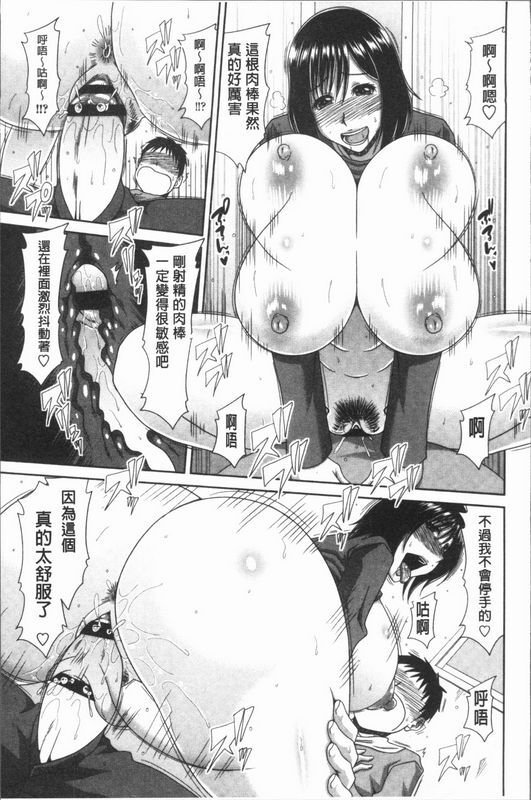 啊～啊嗯♡
這根肉棒果然
真的好厲害
啊
啊唔
啊～啊唔～!!?
呼唔～咕啊～!!?
剛射精的肉棒
一定變得很敏感吧
還在裡面激烈抖動著♡
不過我不會停手的♡
咕啊
呼唔
因為這個
真的太舒服了♡